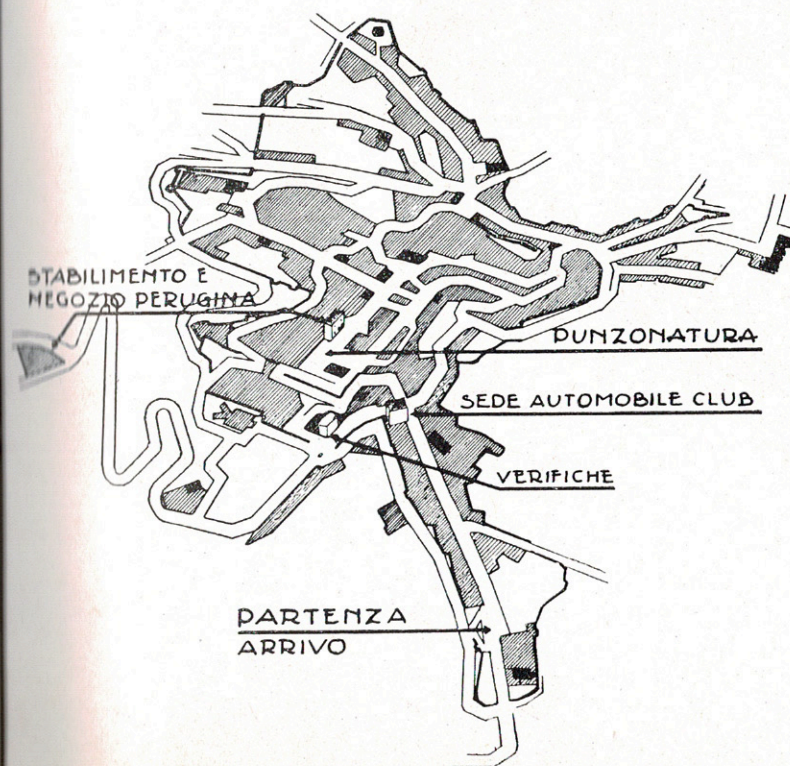 STABILIMENTO E
NEGOZIO PERUGINA
PUNZONATURA
SEDE AUTOMOBILE CLUB
VERIFICHE
PARTENZA
ARRIVO